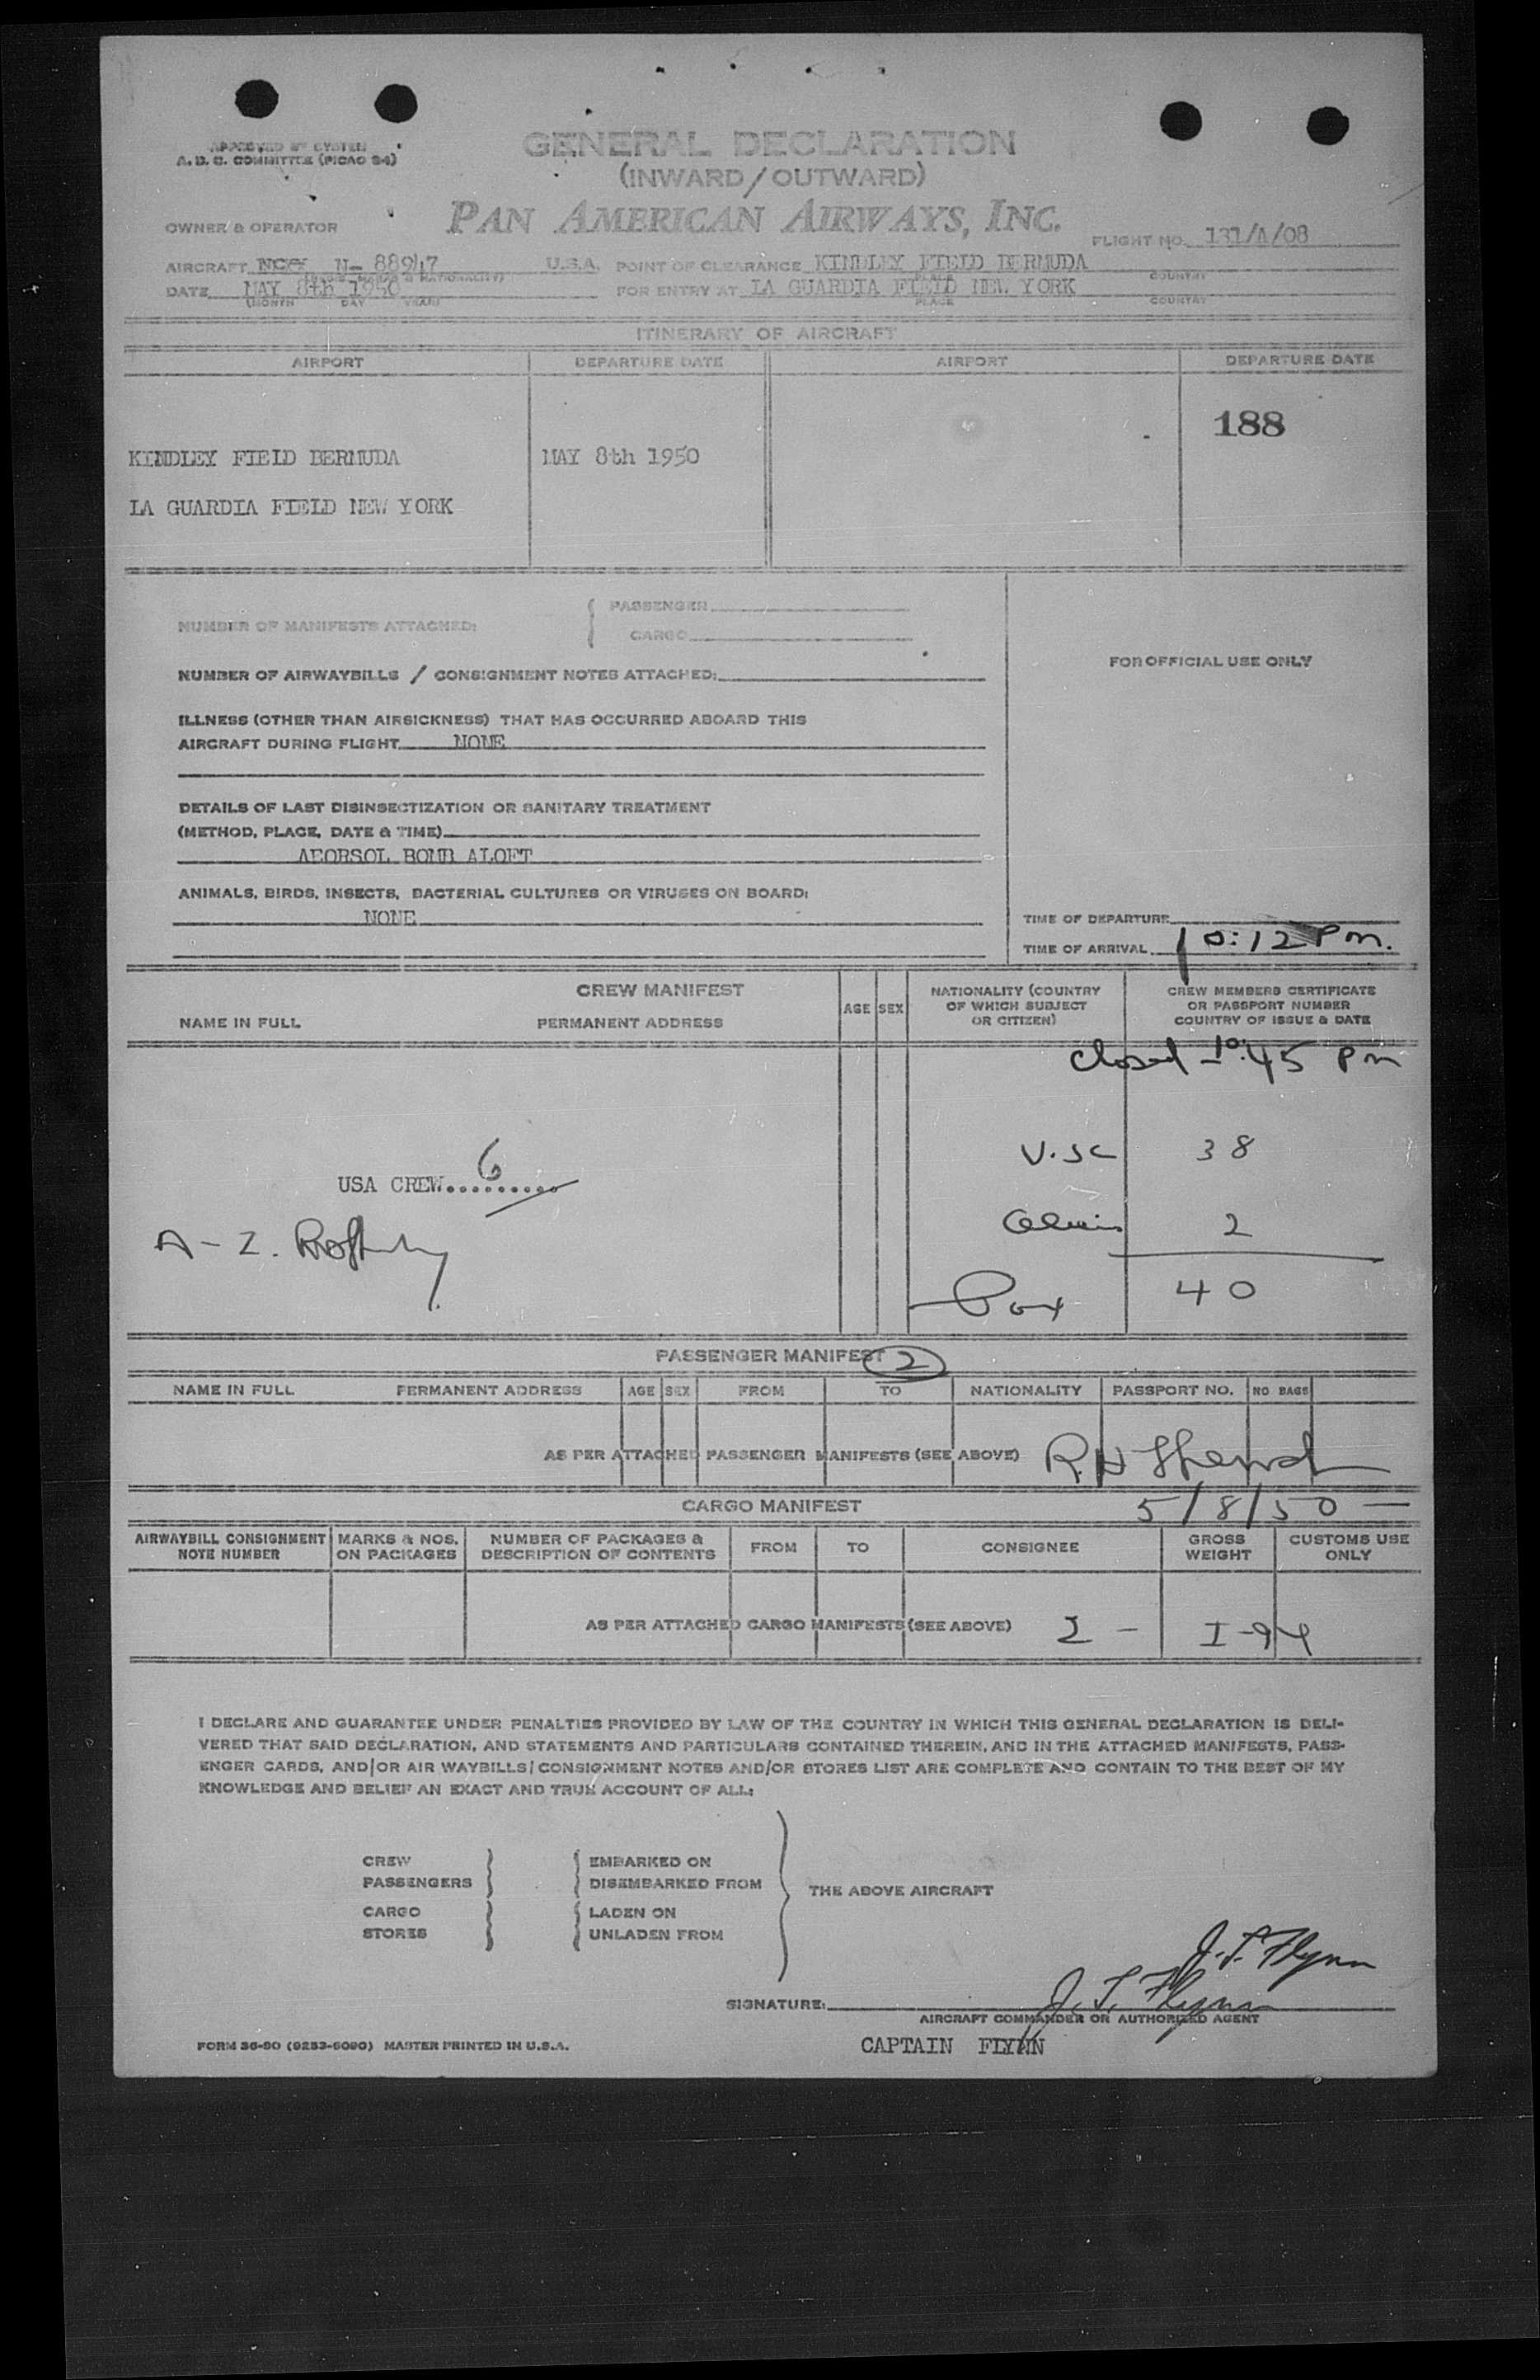 APPROVED BY SYSTEM
A. D. C. COMMITTEE (PICAO 84)
GENERAL DECLARATION
(INWARD/OUTWARD)
OWNER & OPERATOR PAN AMERICAN AIRWAYS, INC. FLIGHT NO. 131/A/08
AIRCRAFT N- 88947 U.S.A. POINT OF CLEARANCE KINDLEY FIELD BERMUDA
PLACE COUNTRY
DATE MAY 8th 1950 FOR ENTRY AT LA GUARDIA FIELD NEW YORK
(MONTH DAY YEAR) PLACE COUNTRY
ITINERARY OF AIRCRAFT
AIRPORT DEPARTURE DATE AIRPORT DEPARTURE DATE
188
KINDLEY FIELD BERMUDA MAY 8th 1950
LA GUARDIA FIELD NEW YORK
NUMBER OF MANIFESTS ATTACHED: { PASSENGER
CARGO
NUMBER OF AIRWAYBILLS / CONSIGNMENT NOTES ATTACHED:
FOR OFFICIAL USE ONLY
ILLNESS (OTHER THAN AIRSICKNESS) THAT HAS OCCURRED ABOARD THIS
AIRCRAFT DURING FLIGHT NONE
DETAILS OF LAST DISINSECTIZATION OR SANITARY TREATMENT
(METHOD, PLACE, DATE & TIME)
AEORSOL BOMB ALOFT
ANIMALS, BIRDS, INSECTS, BACTERIAL CULTURES OR VIRUSES ON BOARD:
NONE
TIME OF DEPARTURE
TIME OF ARRIVAL 10:12 Pm.
CREW MANIFEST
NAME IN FULL PERMANENT ADDRESS AGE SEX NATIONALITY (COUNTRY OF WHICH SUBJECT OR CITIZEN) CREW MEMBERS CERTIFICATE OR PASSPORT NUMBER COUNTRY OF ISSUE & DATE
Closed 10:45 Pm
U.SC 38
USA CREW......... 6
Aliens 2
A-Z.
Pax 40
PASSENGER MANIFEST 2
NAME IN FULL PERMANENT ADDRESS AGE SEX FROM TO NATIONALITY PASSPORT NO. NO BAGS
AS PER ATTACHED PASSENGER MANIFESTS (SEE ABOVE)
CARGO MANIFEST 5/8/50 —
AIRWAYBILL CONSIGNMENT NOTE NUMBER MARKS & NOS. ON PACKAGES NUMBER OF PACKAGES & DESCRIPTION OF CONTENTS FROM TO CONSIGNEE GROSS WEIGHT CUSTOMS USE ONLY
AS PER ATTACHED CARGO MANIFESTS (SEE ABOVE) 2 - I-94
I DECLARE AND GUARANTEE UNDER PENALTIES PROVIDED BY LAW OF THE COUNTRY IN WHICH THIS GENERAL DECLARATION IS DELI-
VERED THAT SAID DECLARATION, AND STATEMENTS AND PARTICULARS CONTAINED THEREIN, AND IN THE ATTACHED MANIFESTS, PASS-
ENGER CARDS, AND/OR AIR WAYBILLS/CONSIGNMENT NOTES AND/OR STORES LIST ARE COMPLETE AND CONTAIN TO THE BEST OF MY
KNOWLEDGE AND BELIEF AN EXACT AND TRUE ACCOUNT OF ALL:
CREW EMBARKED ON
PASSENGERS DISEMBARKED FROM
THE ABOVE AIRCRAFT
CARGO LADEN ON
STORES UNLADEN FROM
J. T. Flynn
SIGNATURE: J. T. Flynn
AIRCRAFT COMMANDER OR AUTHORIZED AGENT
FORM 36-90 (9253-6090) MASTER PRINTED IN U.S.A. CAPTAIN FLYNN